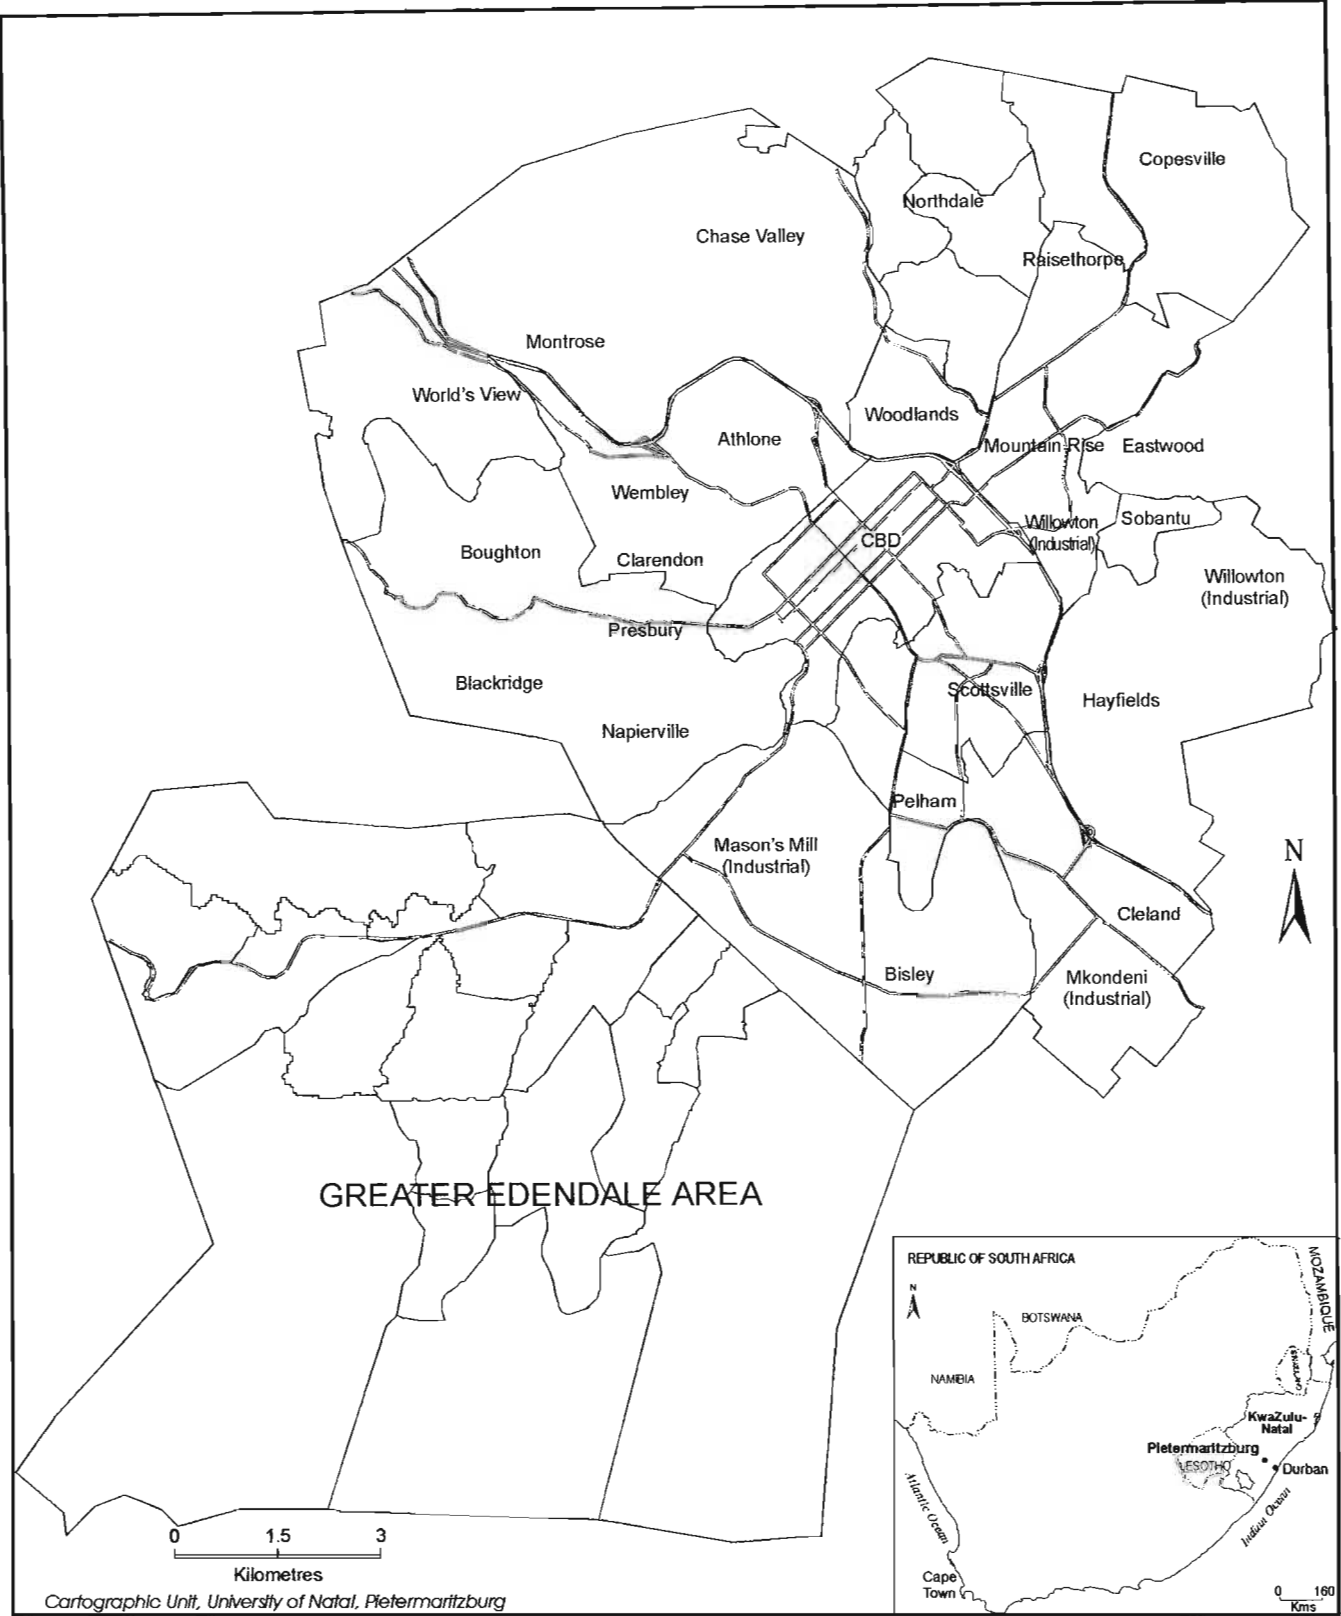 Copesville
Northdale
Chase Valley
Raisethorpe
Montrose
World's View
Woodlands
Athlone
Mountain Rise
Eastwood
Wembley
Sobantu
Willowton
(Industrial)
CBD
Boughton
Clarendon
Willowton
(Industrial)
Presbury
Blackridge
Scottsville
Hayfields
Napierville
Pelham
Mason's Mill
(Industrial)
N
Cleland
Bisley
Mkondeni
(Industrial)
GREATER EDENDALE AREA
REPUBLIC OF SOUTH AFRICA
N
MOZAMBIQUE
BOTSWANA
NAMIBIA
KwaZulu-
Natal
Pietermaritzburg
LESOTHO
Durban
Atlantic Ocean
Indian Ocean
Cape
Town
0 160
Kms
0 1.5 3
Kilometres
Cartographic Unit, University of Natal, Pietermaritzburg